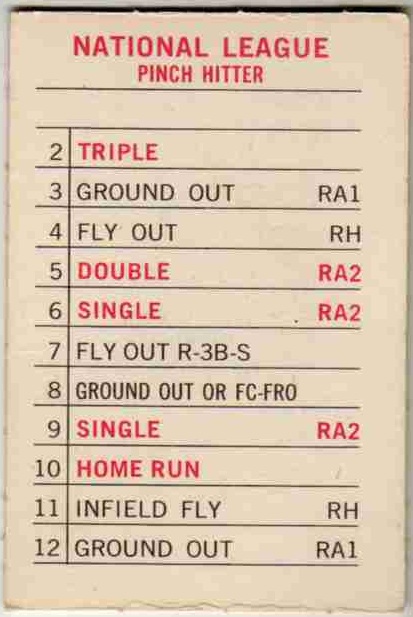 NATIONAL LEAGUE
PINCH HITTER
2 TRIPLE
3 GROUND OUT RA1
4 FLY OUT RH
5 DOUBLE RA2
6 SINGLE RA2
7 FLY OUT R-3B-S
8 GROUND OUT OR FC-FRO
9 SINGLE RA2
10 HOME RUN
11 INFIELD FLY RH
12 GROUND OUT RA1